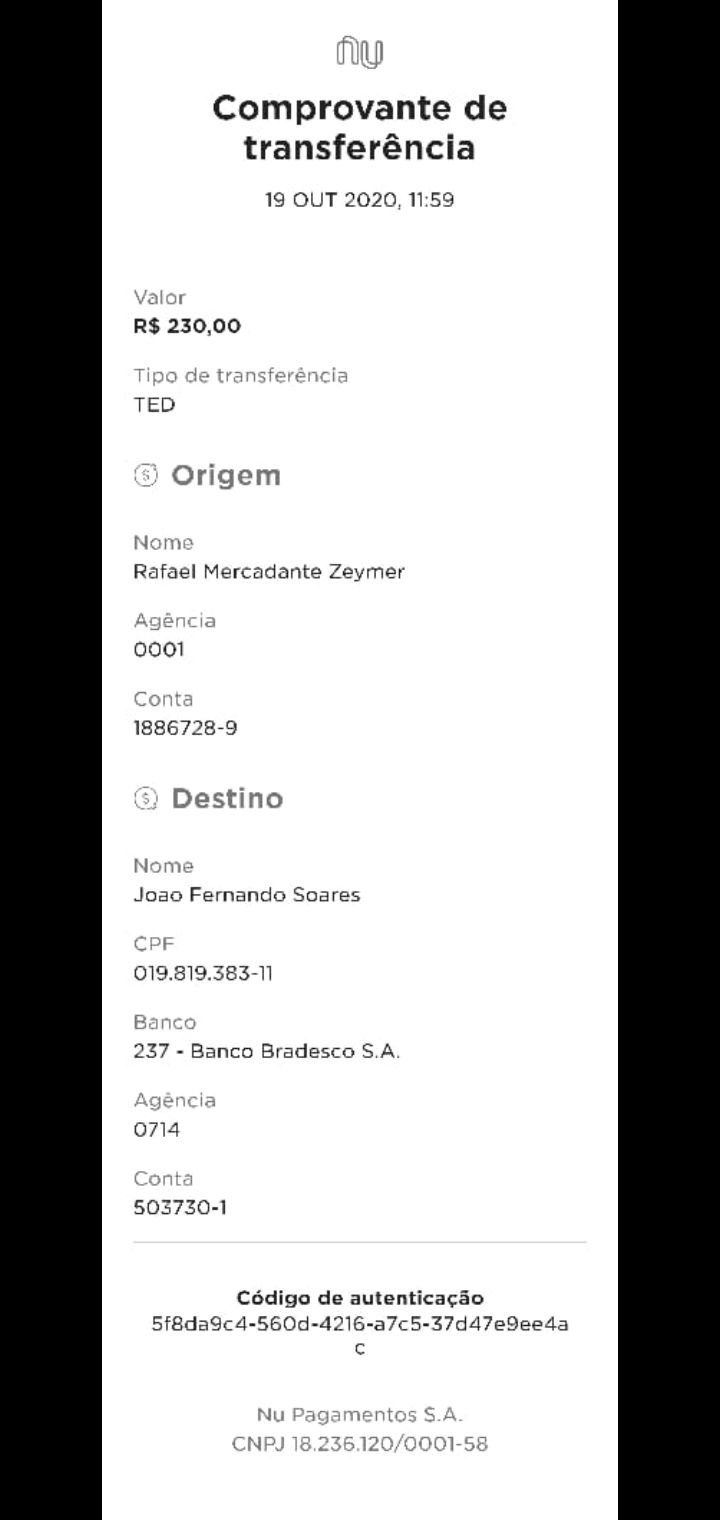 nu
Comprovante de
transferência
19 OUT 2020, 11:59
Valor
R$ 230,00
Tipo de transferência
TED
Origem
Nome
Rafael Mercadante Zeymer
Agência
0001
Conta
1886728-9
Destino
Nome
Joao Fernando Soares
CPF
019.819.383-11
Banco
237 - Banco Bradesco S.A.
Agência
0714
Conta
503730-1
Código de autenticação
5f8da9c4-560d-4216-a7c5-37d47e9ee4a
c
Nu Pagamentos S.A.
CNPJ 18.236.120/0001-58